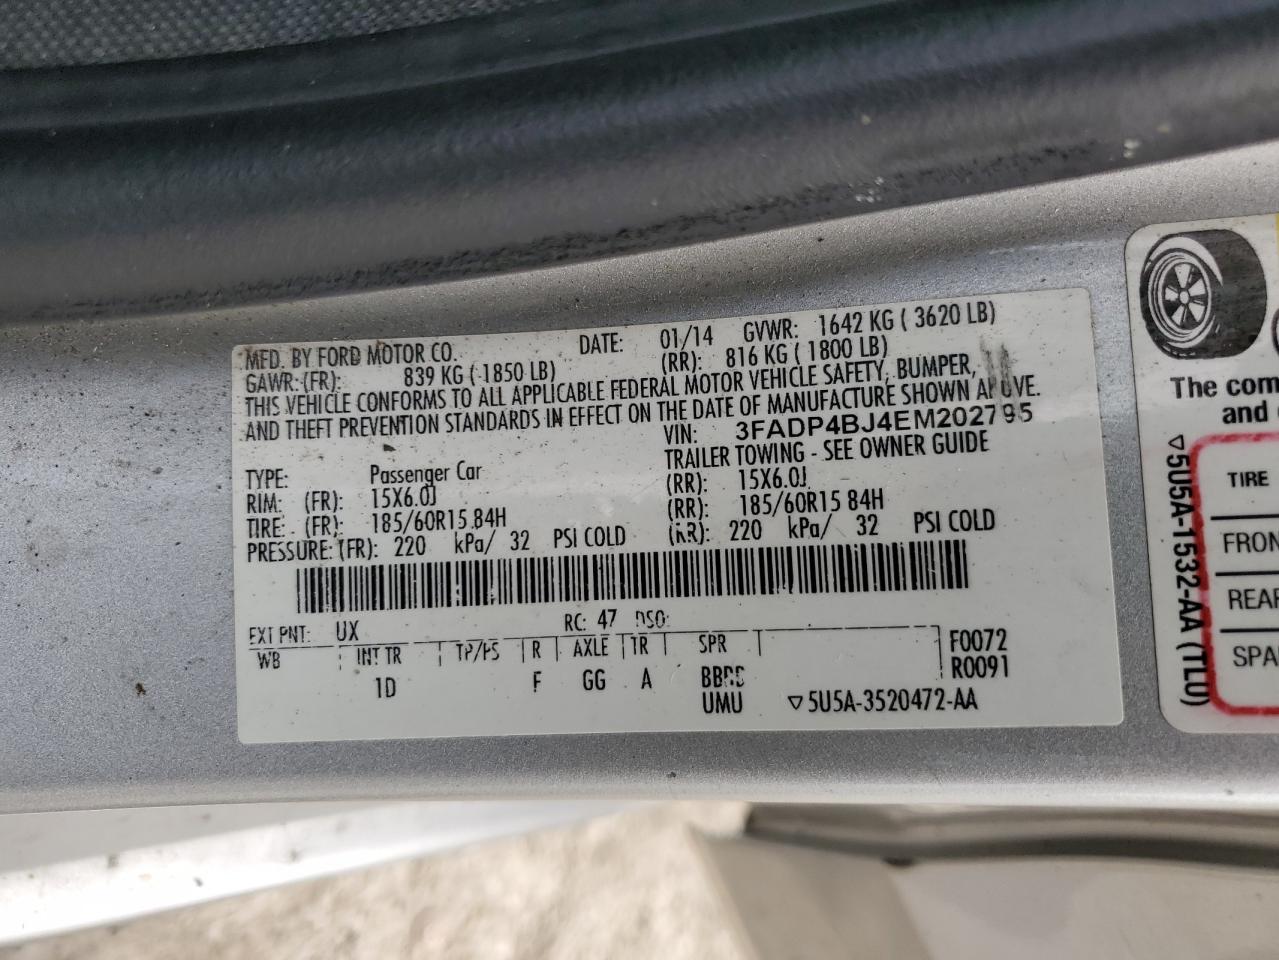 MFD. BY FORD MOTOR CO. DATE: 01/14 GVWR: 1642 KG ( 3620 LB)
GAWR: (FR): 839 KG ( 1850 LB) (RR): 816 KG ( 1800 LB)
THIS VEHICLE CONFORMS TO ALL APPLICABLE FEDERAL MOTOR VEHICLE SAFETY, BUMPER,
AND THEFT PREVENTION STANDARDS IN EFFECT ON THE DATE OF MANUFACTURE SHOWN ABOVE.
VIN: 3FADP4BJ4EM202795
TYPE: Passenger Car TRAILER TOWING - SEE OWNER GUIDE
RIM: (FR): 15X6.0J (RR): 15X6.0J
TIRE: (FR): 185/60R15 84H (RR): 185/60R15 84H
PRESSURE: (FR): 220 kPa/ 32 PSI COLD (RR): 220 kPa/ 32 PSI COLD
EXT PNT: UX RC: 47 DSO:
WB INT TR TP/PS R AXLE TR SPR F0072
1D F GG A R0091
UMU ▽5U5A-3520472-AA
The com
and
TIRE
FRON
REAR
SPA
▽5U5A-1532-AA (TLU)